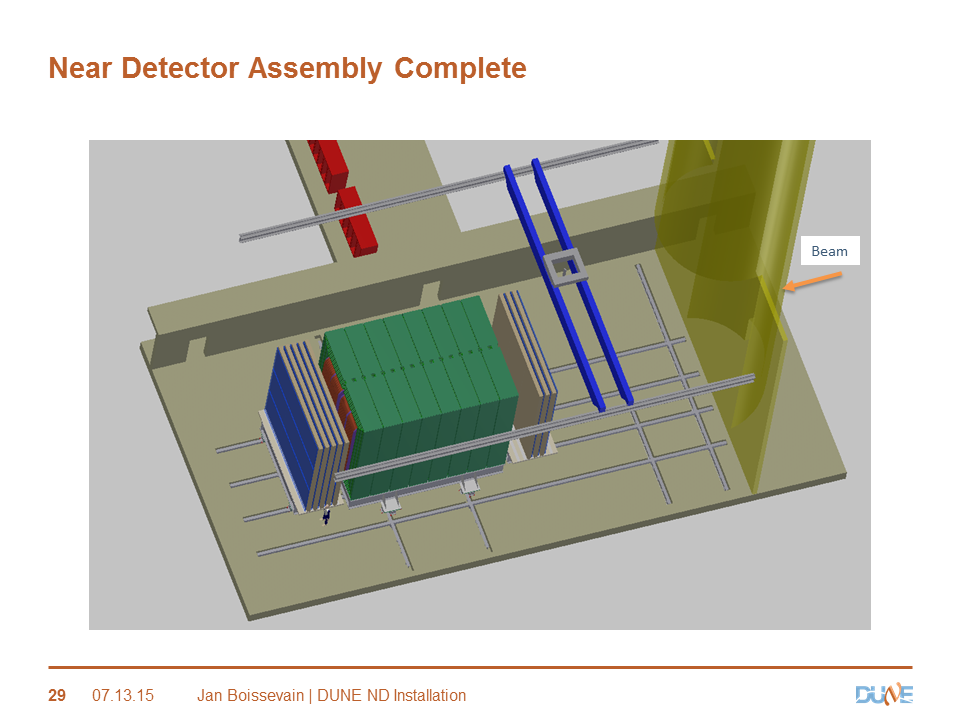 Near Detector Assembly Complete
Beam
29 07.13.15 Jan Boissevain | DUNE ND Installation
DUNE